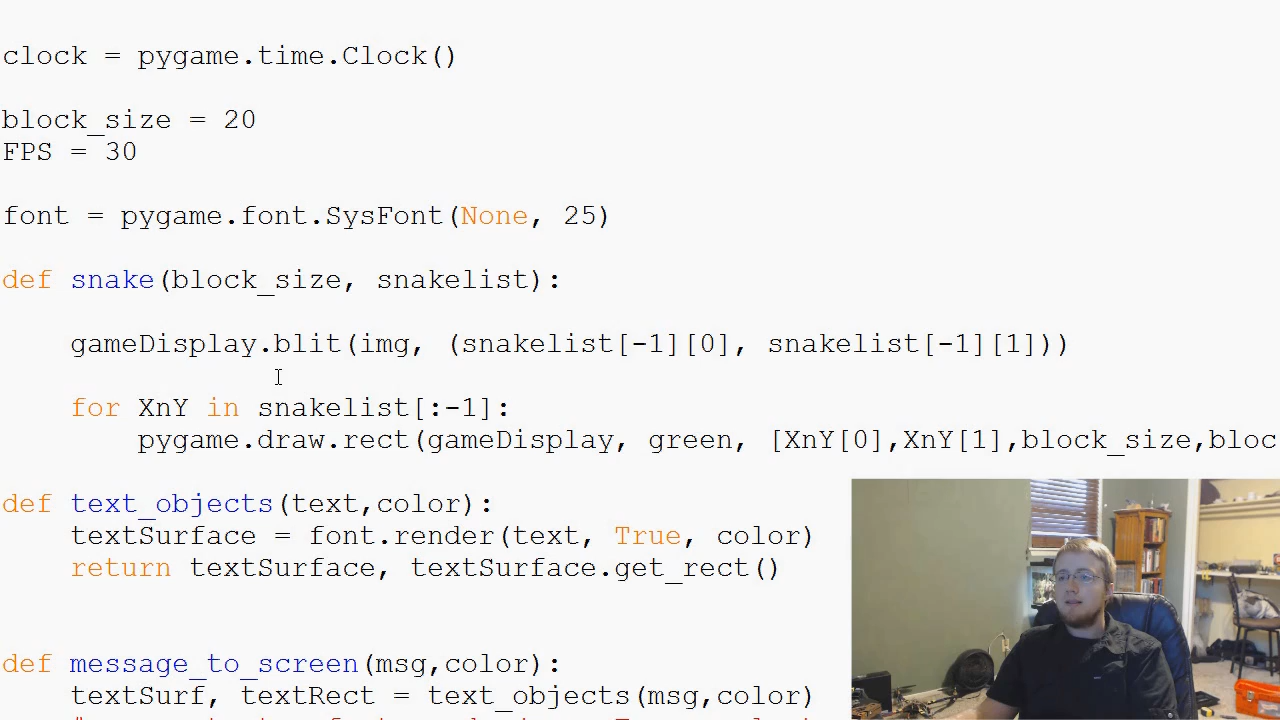 clock = pygame.time.Clock()
block_size = 20
FPS = 30
font = pygame.font.SysFont(None, 25)
def snake(block_size, snakelist):
gameDisplay.blit(img, (snakelist[-1][0], snakelist[-1][1]))
for XnY in snakelist[:-1]:
pygame.draw.rect(gameDisplay, green, [XnY[0],XnY[1],block_size,bloc
def text_objects(text,color):
textSurface = font.render(text, True, color)
return textSurface, textSurface.get_rect()
def message_to_screen(msg,color):
textSurf, textRect = text_objects(msg,color)